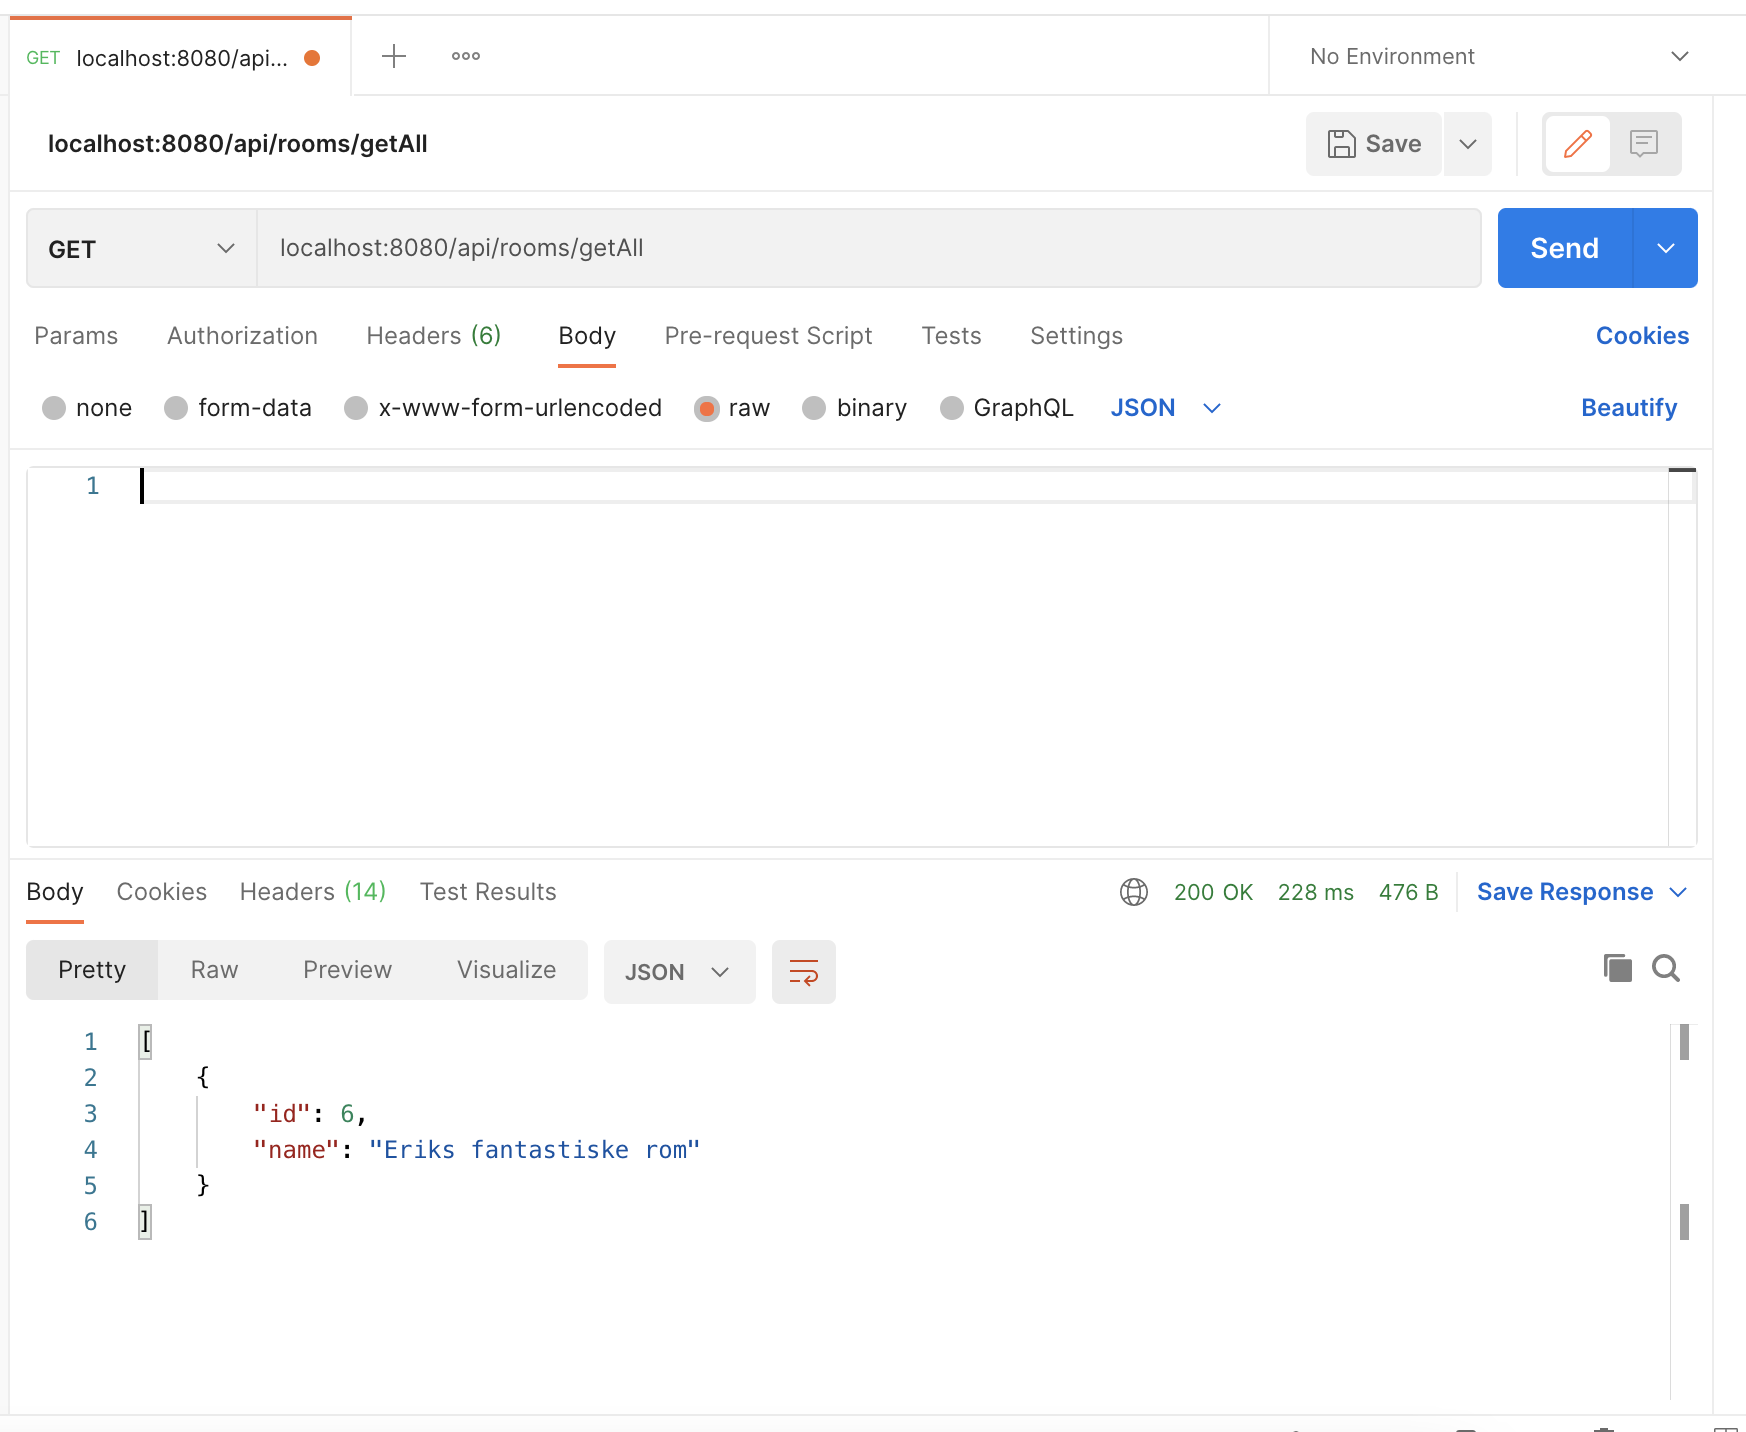 GET localhost:8080/api... No Environment
localhost:8080/api/rooms/getAll Save
GET localhost:8080/api/rooms/getAll Send
Params Authorization Headers (6) Body Pre-request Script Tests Settings Cookies
none form-data x-www-form-urlencoded raw binary GraphQL JSON Beautify
1
Body Cookies Headers (14) Test Results 200 OK 228 ms 476 B Save Response
Pretty Raw Preview Visualize JSON
1 [
2 {
3 "id": 6,
4 "name": "Eriks fantastiske rom"
5 }
6 ]